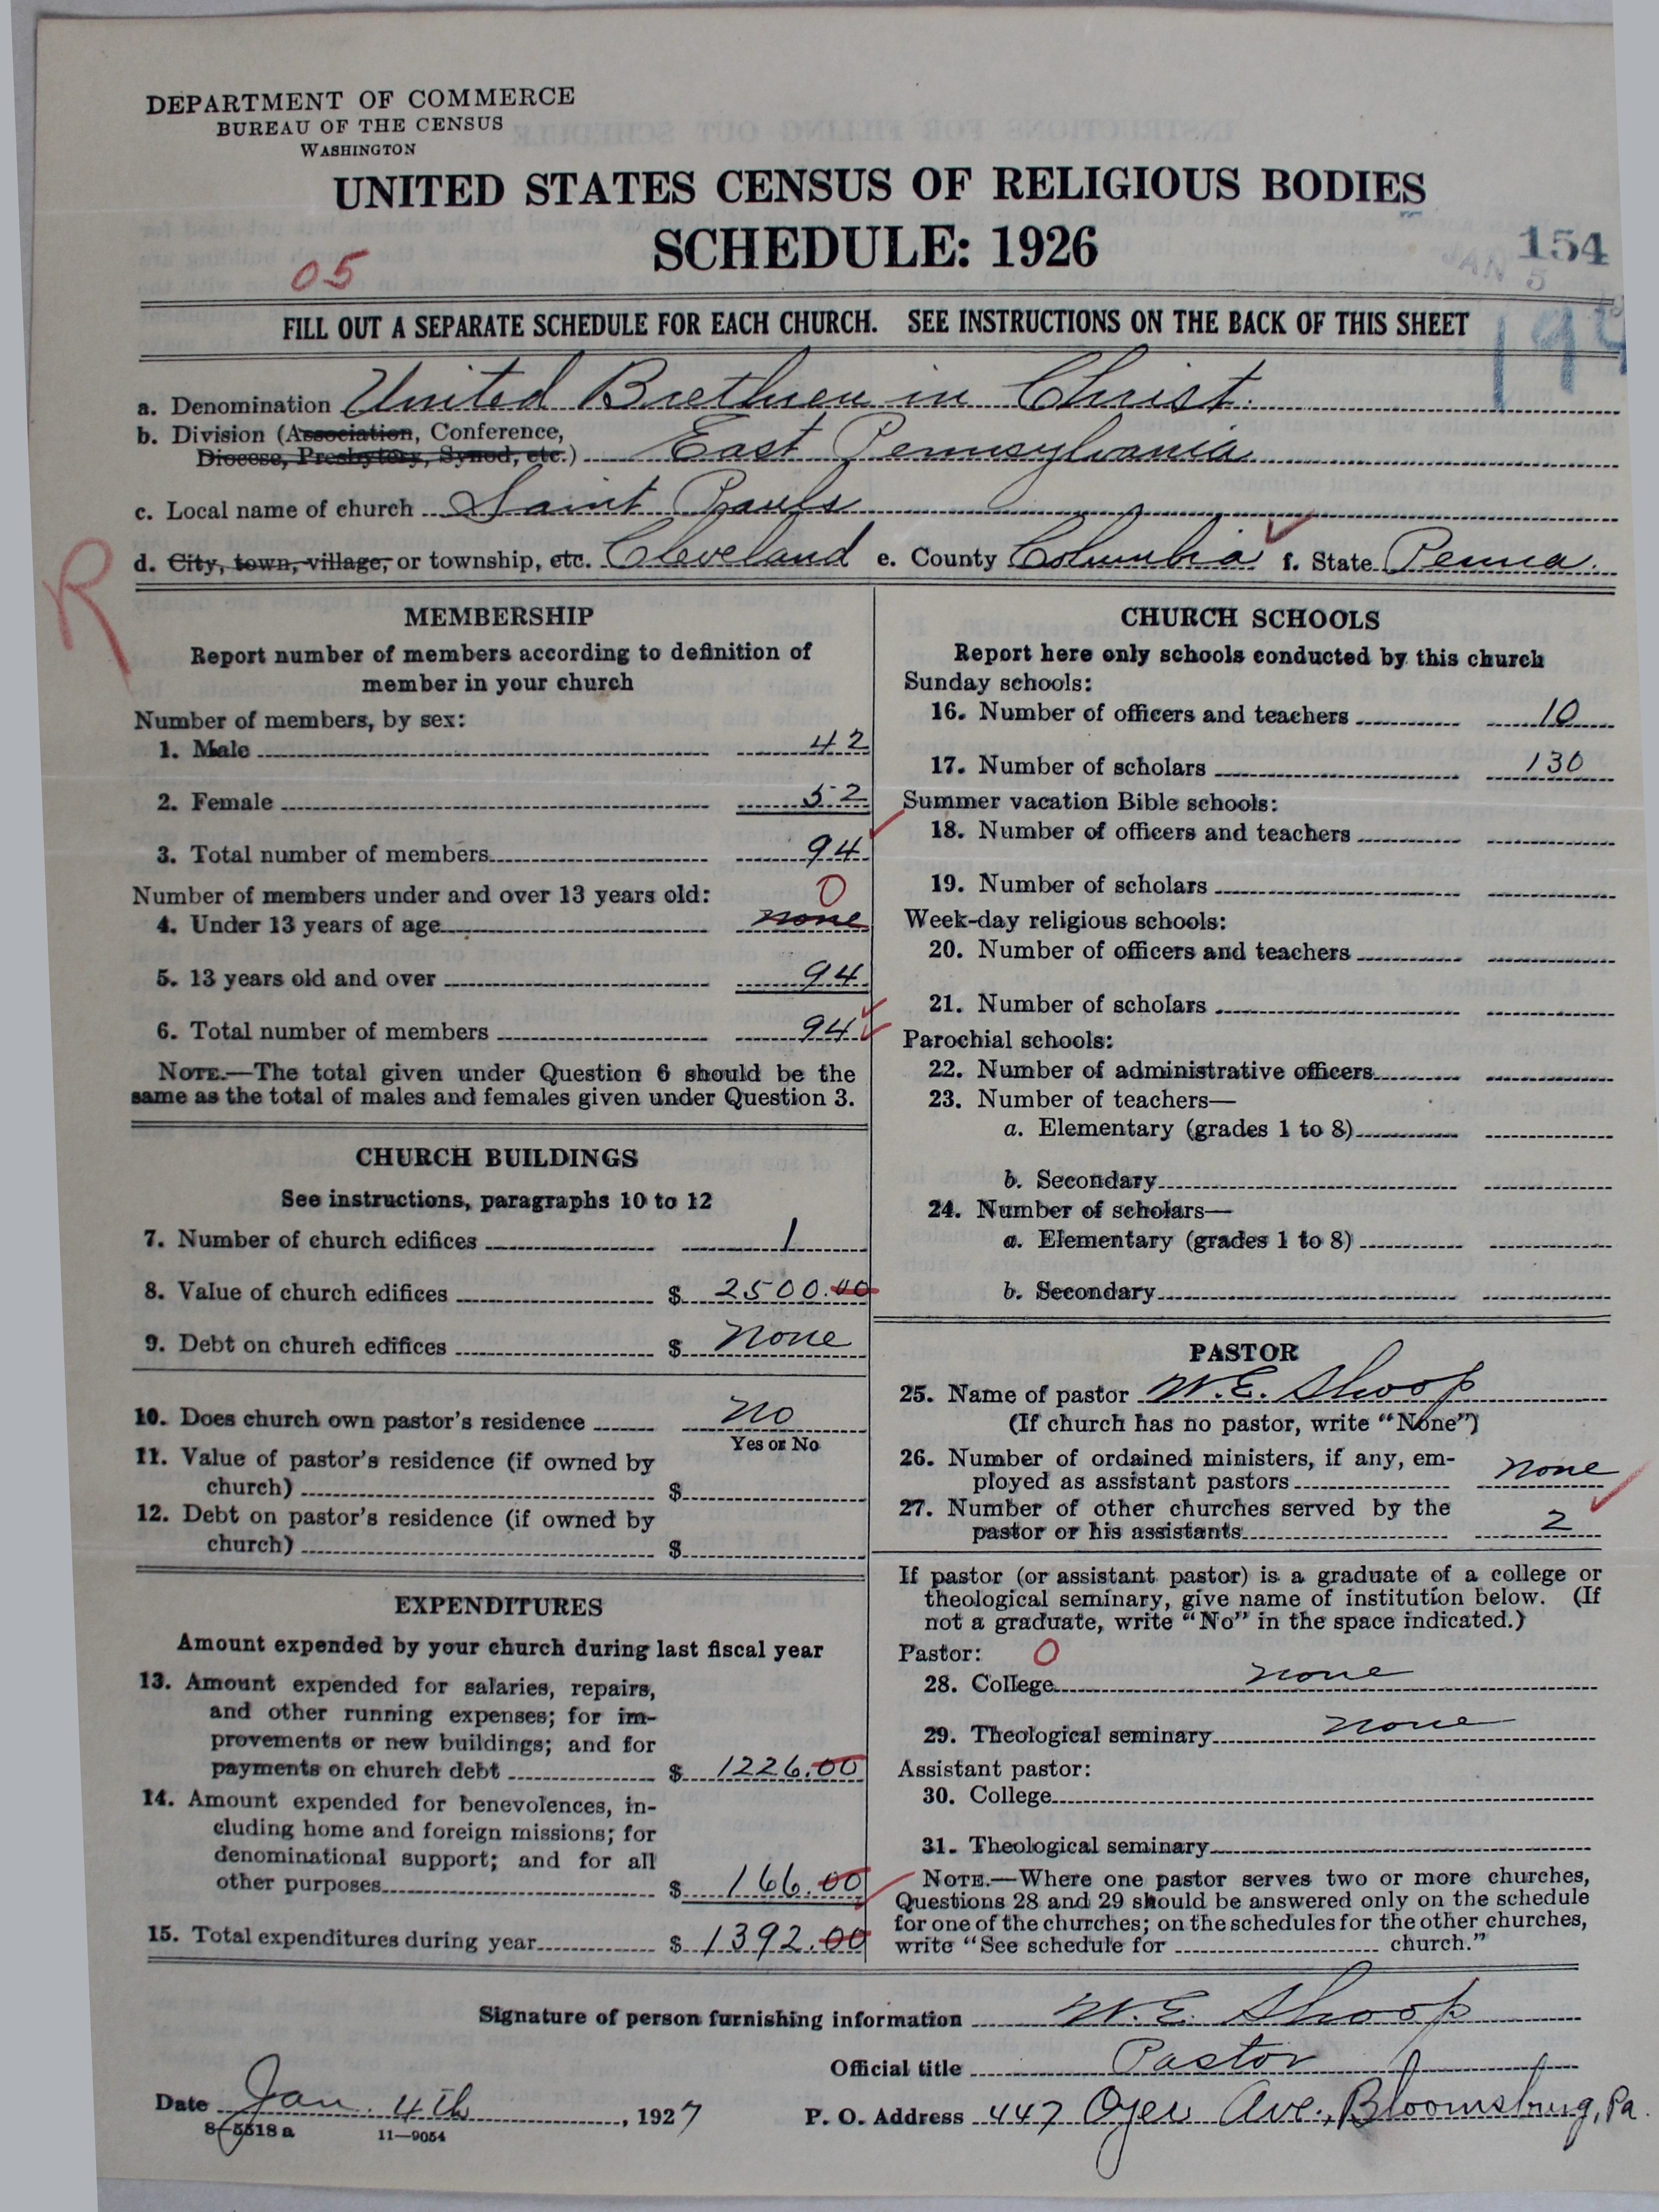 DEPARTMENT OF COMMERCE
BUREAU OF THE CENSUS
WASHINGTON
UNITED STATES CENSUS OF RELIGIOUS BODIES
SCHEDULE: 1926
154
JAN 5
05
FILL OUT A SEPARATE SCHEDULE FOR EACH CHURCH. SEE INSTRUCTIONS ON THE BACK OF THIS SHEET
a. Denomination United Brethren in Christ.
b. Division (Association, Conference,
Diocese, Presbytery, Synod, etc.) East Pennsylvania
c. Local name of church Saint Pauls
d. City, town, village, or township, etc. Cleveland e. County Columbia f. State Penna.
R
MEMBERSHIP
Report number of members according to definition of
member in your church
Number of members, by sex:
1. Male 42
2. Female 52
3. Total number of members 94
Number of members under and over 13 years old: 0
4. Under 13 years of age none
5. 13 years old and over 94
6. Total number of members 94
NOTE.—The total given under Question 6 should be the
same as the total of males and females given under Question 3.
CHURCH BUILDINGS
See instructions, paragraphs 10 to 12
7. Number of church edifices 1
8. Value of church edifices $ 2500.00
9. Debt on church edifices $ none
10. Does church own pastor's residence no
Yes or No
11. Value of pastor's residence (if owned by
church) $
12. Debt on pastor's residence (if owned by
church) $
EXPENDITURES
Amount expended by your church during last fiscal year
13. Amount expended for salaries, repairs,
and other running expenses; for im-
provements or new buildings; and for
payments on church debt $ 1226.00
14. Amount expended for benevolences, in-
cluding home and foreign missions; for
denominational support; and for all
other purposes $ 166.00
15. Total expenditures during year $ 1392.00
CHURCH SCHOOLS
Report here only schools conducted by this church
Sunday schools:
16. Number of officers and teachers 10
17. Number of scholars 130
Summer vacation Bible schools:
18. Number of officers and teachers
19. Number of scholars
Week-day religious schools:
20. Number of officers and teachers
21. Number of scholars
Parochial schools:
22. Number of administrative officers
23. Number of teachers—
a. Elementary (grades 1 to 8)
b. Secondary
24. Number of scholars—
a. Elementary (grades 1 to 8)
b. Secondary
PASTOR
25. Name of pastor W.E. Shoop
(If church has no pastor, write "None")
26. Number of ordained ministers, if any, em-
ployed as assistant pastors none
27. Number of other churches served by the
pastor or his assistants 2
If pastor (or assistant pastor) is a graduate of a college or
theological seminary, give name of institution below. (If
not a graduate, write "No" in the space indicated.)
Pastor: 0
28. College none
29. Theological seminary none
Assistant pastor:
30. College
31. Theological seminary
NOTE.—Where one pastor serves two or more churches,
Questions 28 and 29 should be answered only on the schedule
for one of the churches; on the schedules for the other churches,
write "See schedule for church."
Signature of person furnishing information W.E. Shoop
Official title Pastor
Date Jan. 4th, 1927 P. O. Address 447 Oyer Ave., Bloomsburg, Pa.
8-5518a 11—9054